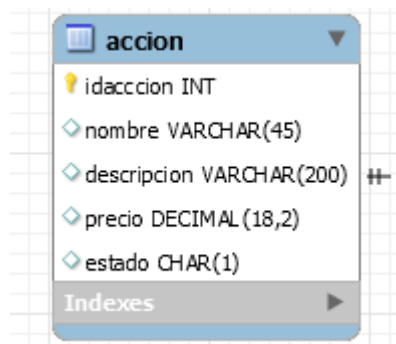 accion
idacccion INT
nombre VARCHAR(45)
descripcion VARCHAR(200)
precio DECIMAL(18,2)
estado CHAR(1)
Indexes